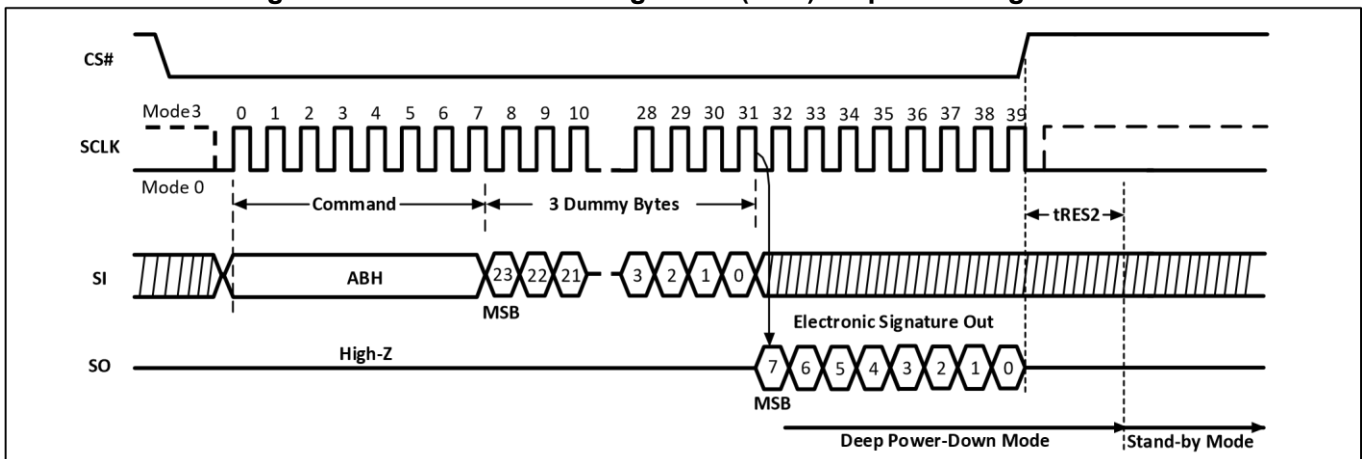 CS#
Mode3 0 1 2 3 4 5 6 7 8 9 10 28 29 30 31 32 33 34 35 36 37 38 39
SCLK
Mode 0
Command 3 Dummy Bytes tRES2
SI ABH 23 22 21 3 2 1 0
MSB
Electronic Signature Out
High-Z
SO 7 6 5 4 3 2 1 0
MSB
Deep Power-Down Mode Stand-by Mode